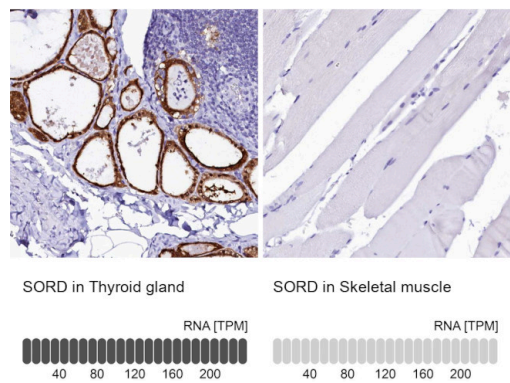 SORD in Thyroid gland
SORD in Skeletal muscle
RNA [TPM]
RNA [TPM]
40 80 120 160 200
40 80 120 160 200